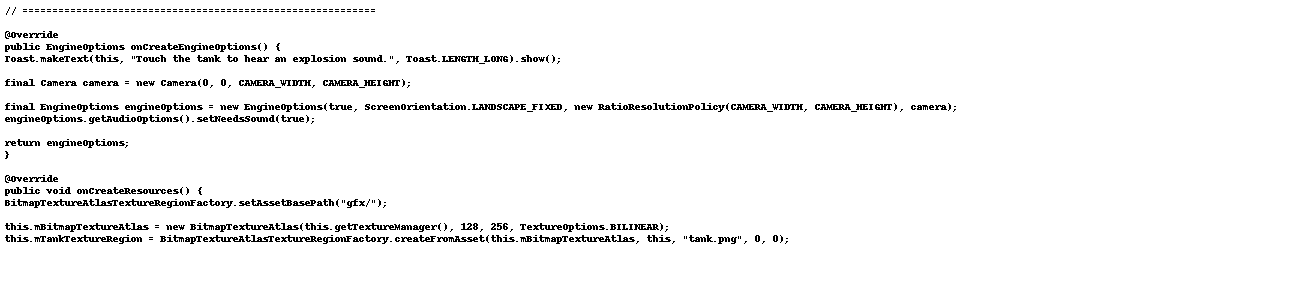 // ===========================================================
@Override
public EngineOptions onCreateEngineOptions() {
Toast.makeText(this, "Touch the tank to hear an explosion sound.", Toast.LENGTH_LONG).show();
final Camera camera = new Camera(0, 0, CAMERA_WIDTH, CAMERA_HEIGHT);
final EngineOptions engineOptions = new EngineOptions(true, ScreenOrientation.LANDSCAPE_FIXED, new RatioResolutionPolicy(CAMERA_WIDTH, CAMERA_HEIGHT), camera);
engineOptions.getAudioOptions().setNeedsSound(true);
return engineOptions;
}
@Override
public void onCreateResources() {
BitmapTextureAtlasTextureRegionFactory.setAssetBasePath("gfx/");
this.mBitmapTextureAtlas = new BitmapTextureAtlas(this.getTextureManager(), 128, 256, TextureOptions.BILINEAR);
this.mTankTextureRegion = BitmapTextureAtlasTextureRegionFactory.createFromAsset(this.mBitmapTextureAtlas, this, "tank.png", 0, 0);